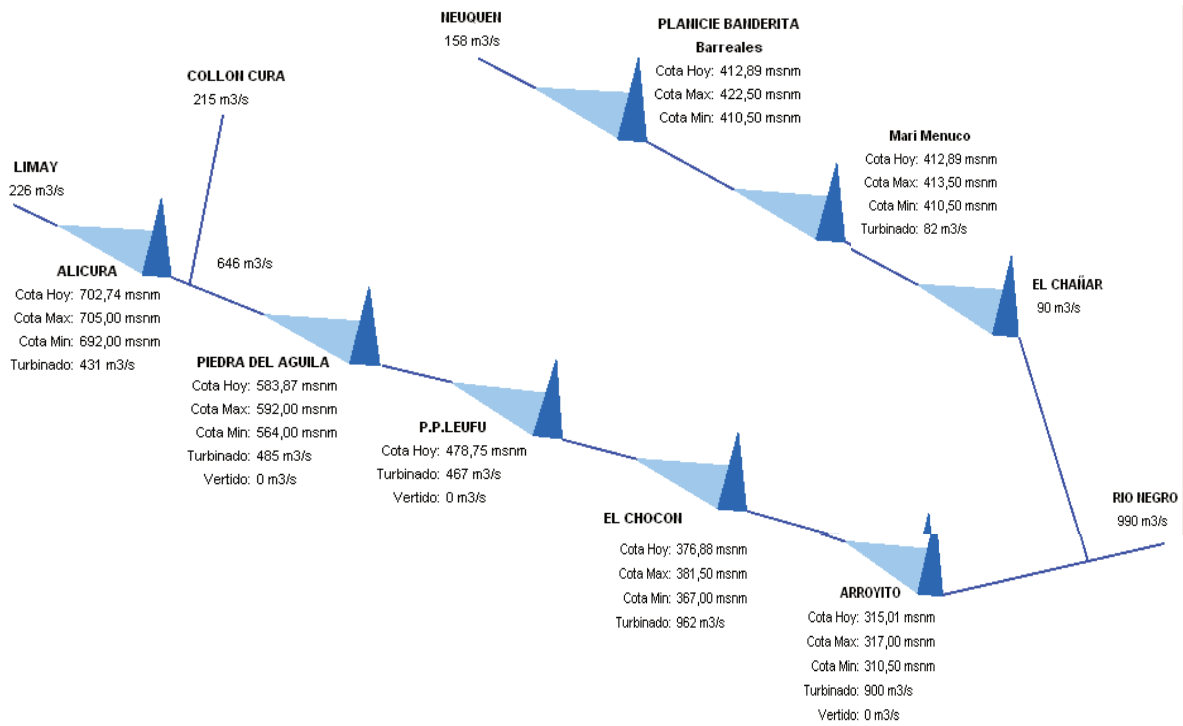 NEUQUEN
158 m3/s
PLANICIE BANDERITA
Barreales
Cota Hoy: 412,89 msnm
Cota Max: 422,50 msnm
Cota Min: 410,50 msnm
COLLON CURA
215 m3/s
Mari Menuco
Cota Hoy: 412,89 msnm
Cota Max: 413,50 msnm
Cota Min: 410,50 msnm
Turbinado: 82 m3/s
LIMAY
226 m3/s
646 m3/s
ALICURA
Cota Hoy: 702,74 msnm
Cota Max: 705,00 msnm
Cota Min: 692,00 msnm
Turbinado: 431 m3/s
EL CHAÑAR
90 m3/s
PIEDRA DEL AGUILA
Cota Hoy: 583,87 msnm
Cota Max: 592,00 msnm
Cota Min: 564,00 msnm
Turbinado: 485 m3/s
Vertido: 0 m3/s
P.P.LEUFU
Cota Hoy: 478,75 msnm
Turbinado: 467 m3/s
Vertido: 0 m3/s
EL CHOCON
Cota Hoy: 376,88 msnm
Cota Max: 381,50 msnm
Cota Min: 367,00 msnm
Turbinado: 962 m3/s
RIO NEGRO
990 m3/s
ARROYITO
Cota Hoy: 315,01 msnm
Cota Max: 317,00 msnm
Cota Min: 310,50 msnm
Turbinado: 900 m3/s
Vertido: 0 m3/s